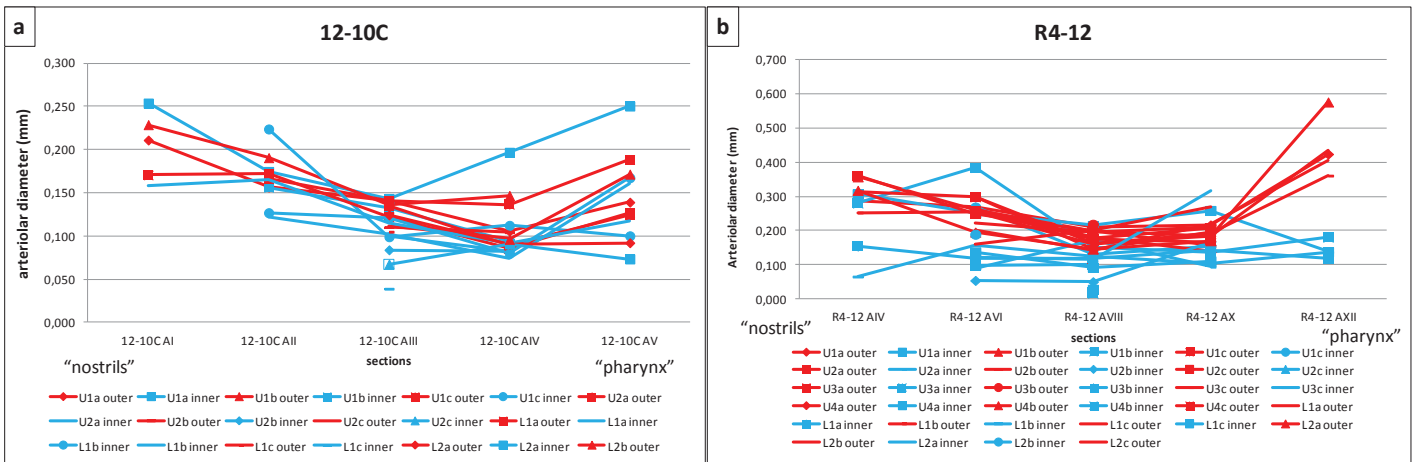 a
12-10C
arteriolar diameter (mm)
0,300
0,250
0,200
0,150
0,100
0,050
0,000
12-10C AI 12-10C AII 12-10C AIII 12-10C AIV 12-10C AV
sections
“nostrils” “pharynx”
U1a outer U1a inner U1b outer U1b inner U1c outer U1c inner U2a outer
U2a inner U2b outer U2b inner U2c outer U2c inner L1a outer L1a inner
L1b outer L1b inner L1c outer L1c inner L2a outer L2a inner L2b outer
b
R4-12
Arteriolar diameter (mm)
0,700
0,600
0,500
0,400
0,300
0,200
0,100
0,000
R4-12 AIV R4-12 AVI R4-12 AVIII R4-12 AX R4-12 AXII
sections
“nostrils” “pharynx”
U1a outer U1a inner U1b outer U1b inner U1c outer U1c inner
U2a outer U2a inner U2b outer U2b inner U2c outer U2c inner
U3a outer U3a inner U3b outer U3b inner U3c outer U3c inner
U4a outer U4a inner U4b outer U4b inner U4c outer L1a outer
L1a inner L1b outer L1b inner L1c outer L1c inner L2a outer
L2b outer L2a inner L2b inner L2c outer